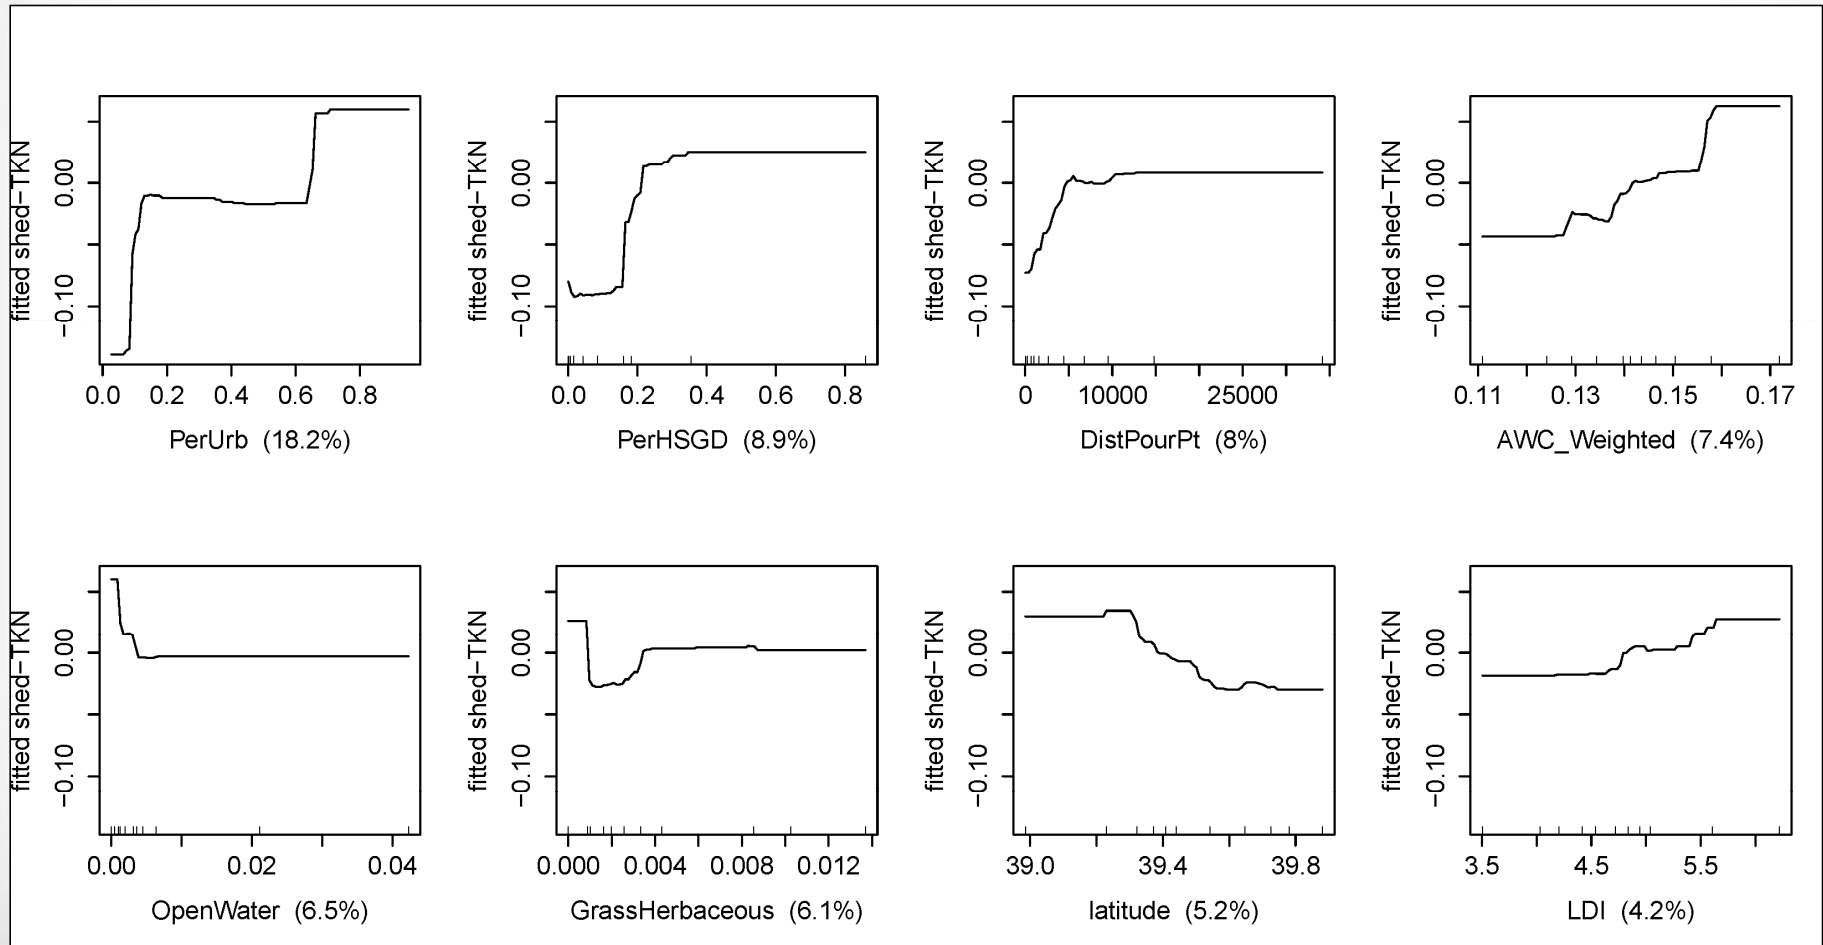 fitted shed−TKN
0.00
−0.10
0.0 0.2 0.4 0.6 0.8
PerUrb (18.2%)
fitted shed−TKN
0.00
−0.10
0.0 0.2 0.4 0.6 0.8
PerHSGD (8.9%)
fitted shed−TKN
0.00
−0.10
0 10000 25000
DistPourPt (8%)
fitted shed−TKN
0.00
−0.10
0.11 0.13 0.15 0.17
AWC_Weighted (7.4%)
fitted shed−TKN
0.00
−0.10
0.00 0.02 0.04
OpenWater (6.5%)
fitted shed−TKN
0.00
−0.10
0.000 0.004 0.008 0.012
GrassHerbaceous (6.1%)
fitted shed−TKN
0.00
−0.10
39.0 39.4 39.8
latitude (5.2%)
fitted shed−TKN
0.00
−0.10
3.5 4.5 5.5
LDI (4.2%)